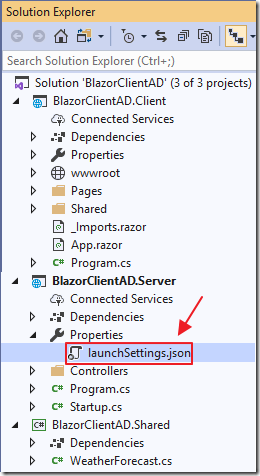 Solution Explorer
Search Solution Explorer (Ctrl+;)
Solution 'BlazorClientAD' (3 of 3 projects)
BlazorClientAD.Client
Connected Services
Dependencies
Properties
wwwroot
Pages
Shared
_Imports.razor
App.razor
C# Program.cs
BlazorClientAD.Server
Connected Services
Dependencies
Properties
launchSettings.json
Controllers
C# Program.cs
C# Startup.cs
C# BlazorClientAD.Shared
Dependencies
C# WeatherForecast.cs